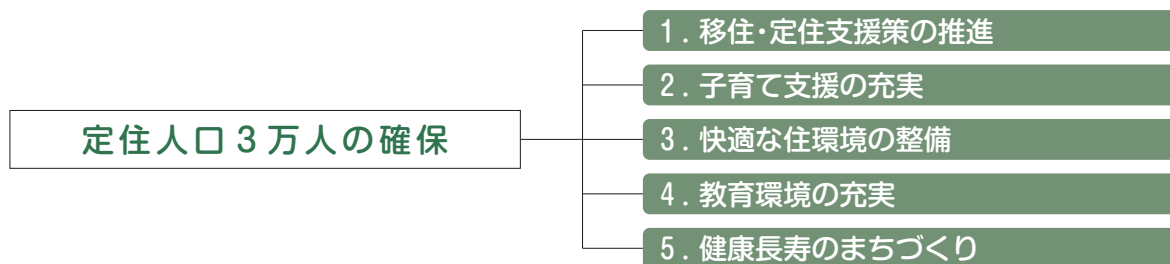 定住人口３万人の確保
１．移住・定住支援策の推進
２．子育て支援の充実
３．快適な住環境の整備
４．教育環境の充実
５．健康長寿のまちづくり